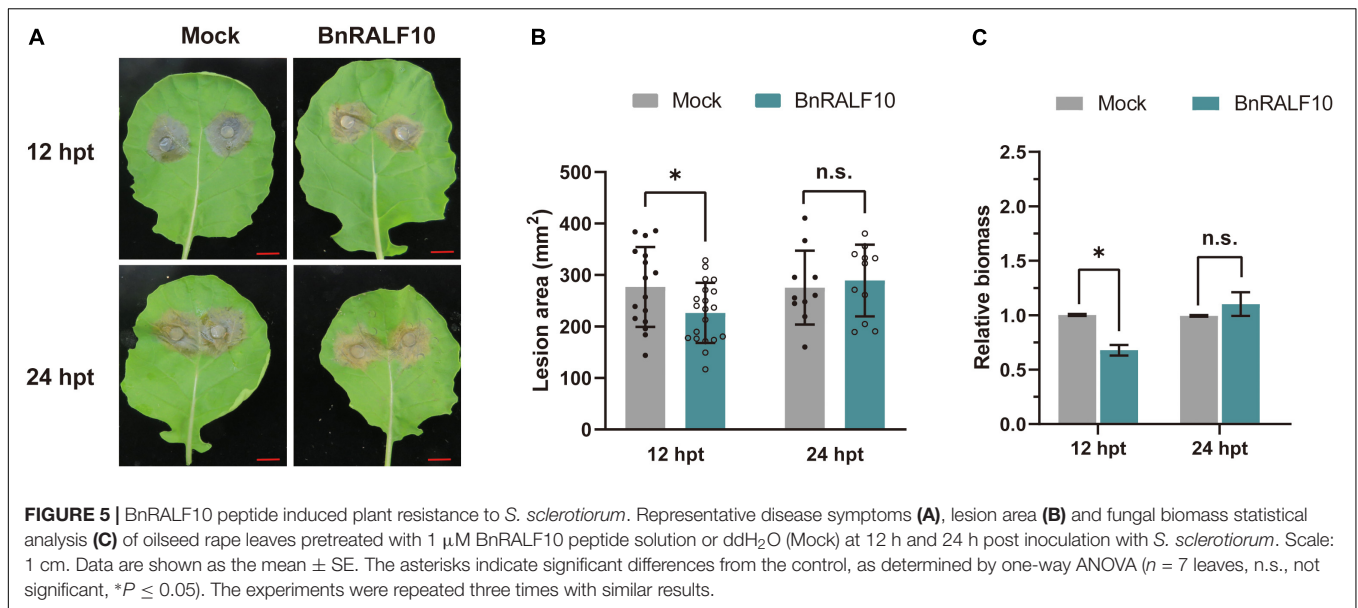 A
Mock BnRALF10
12 hpt
24 hpt
B
Mock BnRALF10
Lesion area (mm²)
500
400
300
200
100
0
*
n.s.
12 hpt 24 hpt
C
Mock BnRALF10
Relative biomass
2.5
2.0
1.5
1.0
0.5
0.0
*
n.s.
12 hpt 24 hpt
FIGURE 5 | BnRALF10 peptide induced plant resistance to S. sclerotiorum. Representative disease symptoms (A), lesion area (B) and fungal biomass statistical
analysis (C) of oilseed rape leaves pretreated with 1 μM BnRALF10 peptide solution or ddH₂O (Mock) at 12 h and 24 h post inoculation with S. sclerotiorum. Scale:
1 cm. Data are shown as the mean ± SE. The asterisks indicate significant differences from the control, as determined by one-way ANOVA (n = 7 leaves, n.s., not
significant, *P ≤ 0.05). The experiments were repeated three times with similar results.